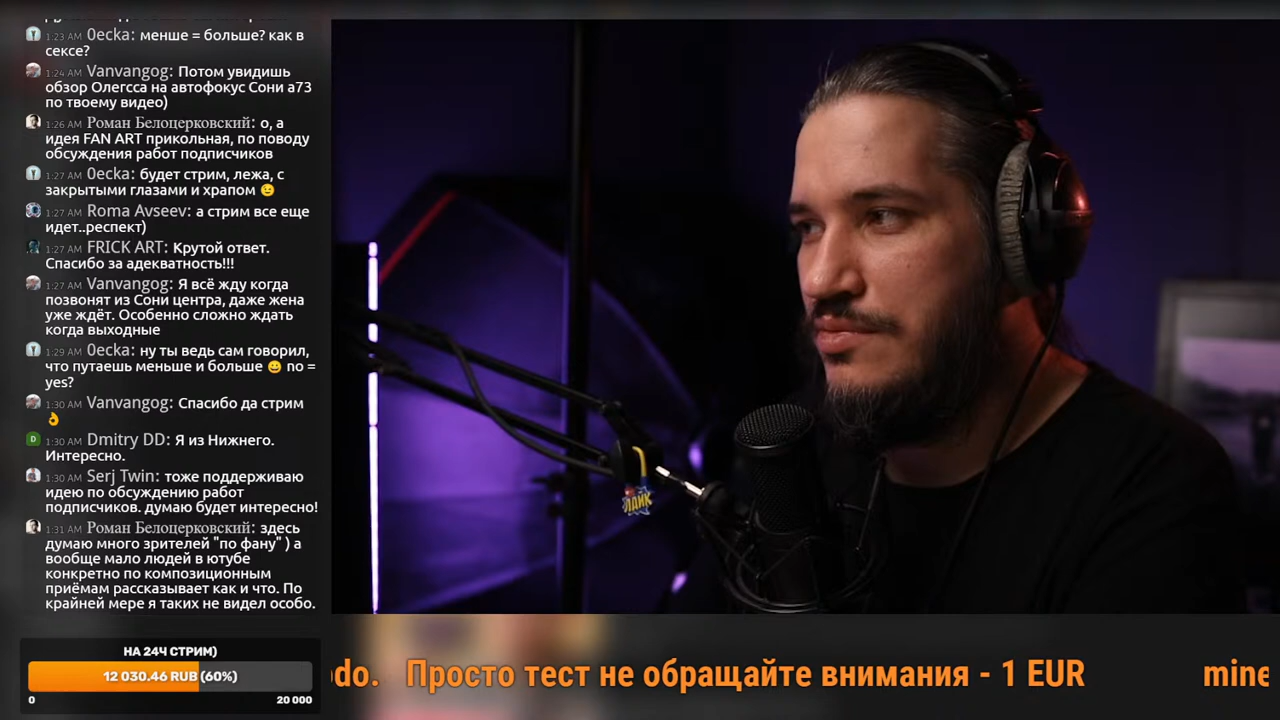 1:23 AM 0ecka: менше = больше? как в
сексе?
1:24 AM Vanvangog: Потом увидишь
обзор Олегсса на автофокус Сони а73
по твоему видео)
1:26 AM Роман Белоцерковский: о, а
идея FAN ART прикольная, по поводу
обсуждения работ подписчиков
1:27 AM 0ecka: будет стрим, лежа, с
закрытыми глазами и храпом 😉
1:27 AM Roma Avseev: а стрим все еще
идет..респект)
1:27 AM FRICK ART: Крутой ответ.
Спасибо за адекватность!!!
1:27 AM Vanvangog: Я всё жду когда
позвонят из Сони центра, даже жена
уже ждёт. Особенно сложно ждать
когда выходные
1:29 AM 0ecka: ну ты ведь сам говорил,
что путаешь меньше и больше 😀 no =
yes?
1:30 AM Vanvangog: Спасибо да стрим
👌
D 1:30 AM Dmitry DD: Я из Нижнего.
Интересно.
1:30 AM Serj Twin: тоже поддерживаю
идею по обсуждению работ
подписчиков. думаю будет интересно!
1:31 AM Роман Белоцерковский: здесь
думаю много зрителей "по фану" ) а
вообще мало людей в ютубе
конкретно по композиционным
приёмам рассказывает как и что. По
крайней мере я таких не видел особо.
ЛАЙК
НА 24Ч СТРИМ)
12 030.46 RUB (60%)
0 20 000
do. Просто тест не обращайте внимания - 1 EUR mine